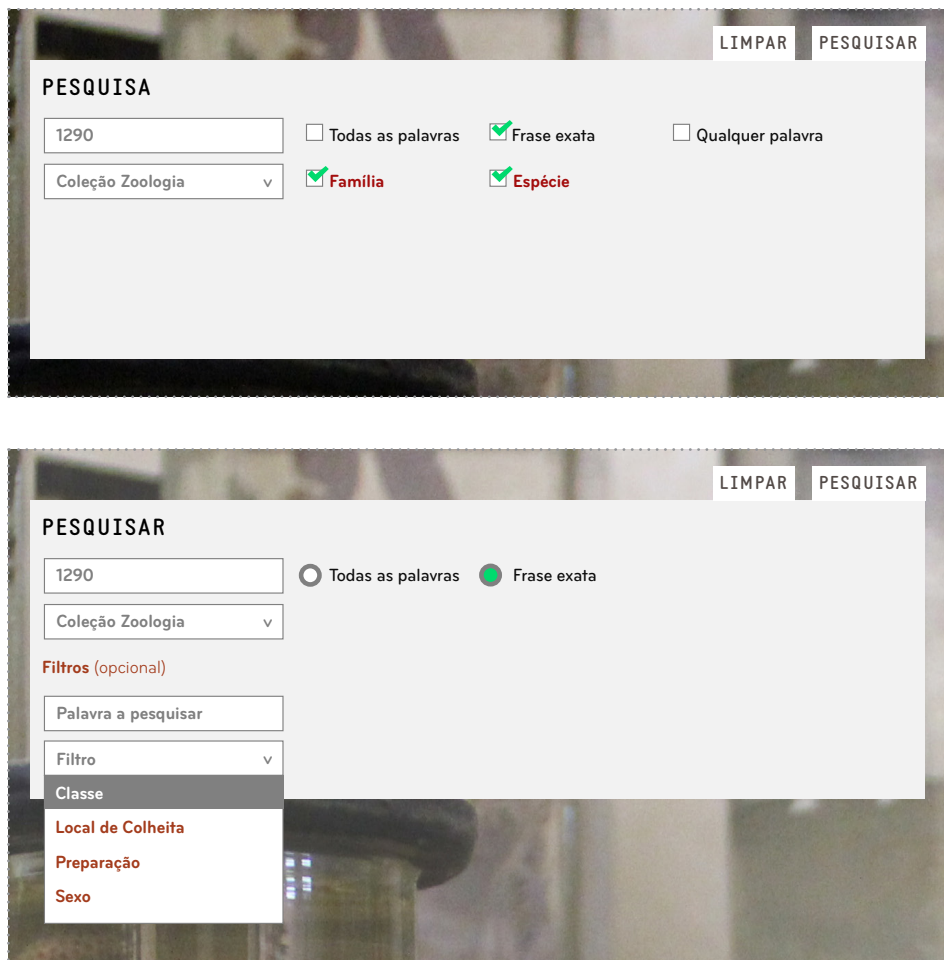 LIMPAR PESQUISAR
PESQUISA
1290 Todas as palavras Frase exata Qualquer palavra
Coleção Zoologia v Família Espécie
LIMPAR PESQUISAR
PESQUISAR
1290 Todas as palavras Frase exata
Coleção Zoologia v
Filtros (opcional)
Palavra a pesquisar
Filtro v
Classe
Local de Colheita
Preparação
Sexo